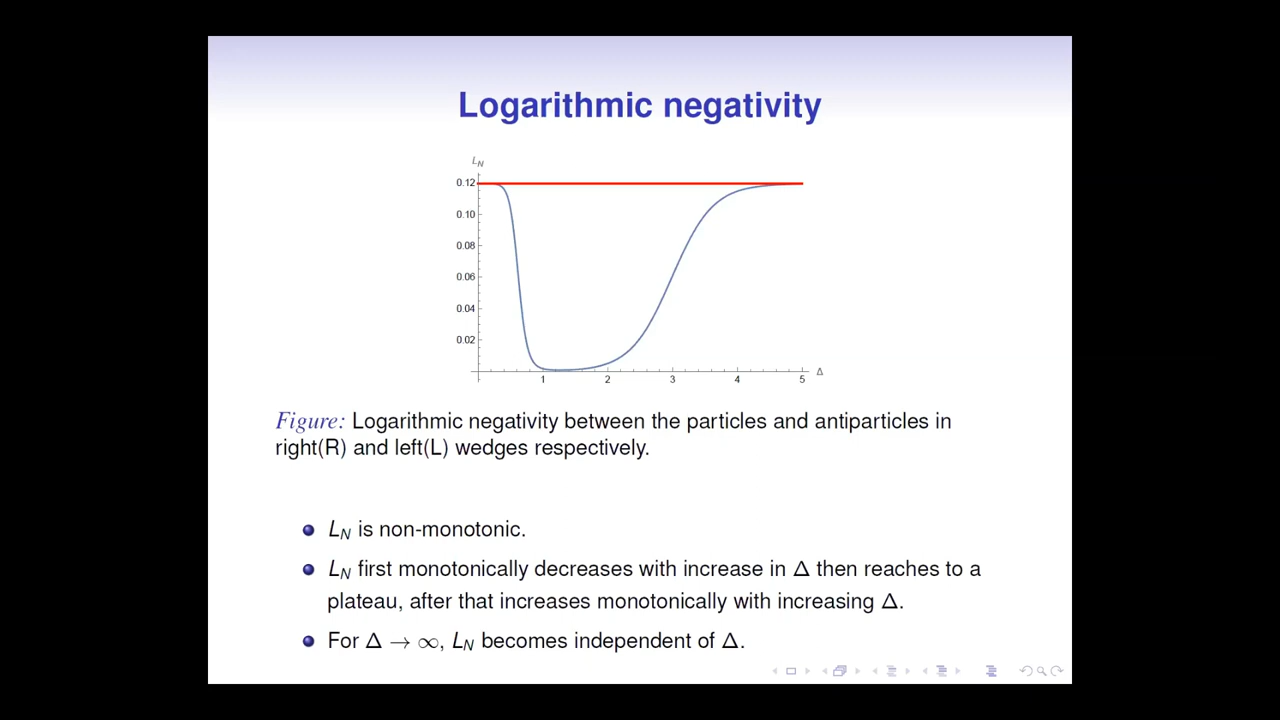 Logarithmic negativity
L_N
0.12
0.10
0.08
0.06
0.04
0.02
1 2 3 4 5 Δ
Figure: Logarithmic negativity between the particles and antiparticles in
right(R) and left(L) wedges respectively.
L_N is non-monotonic.
L_N first monotonically decreases with increase in Δ then reaches to a
plateau, after that increases monotonically with increasing Δ.
For Δ → ∞, L_N becomes independent of Δ.